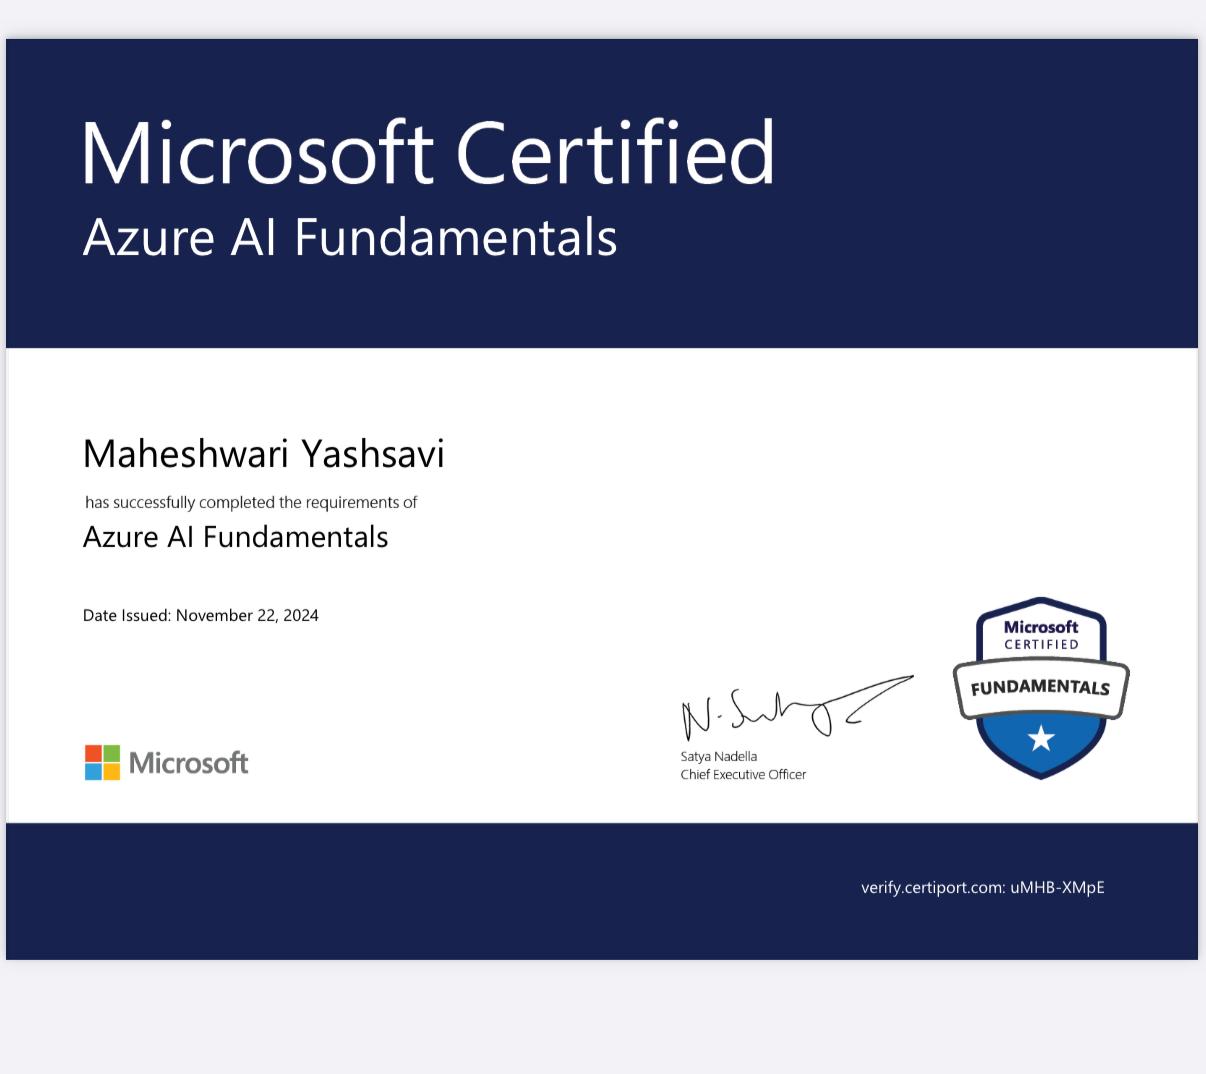 Microsoft Certified
Azure AI Fundamentals
Maheshwari Yashsavi
has successfully completed the requirements of
Azure AI Fundamentals
Date Issued: November 22, 2024
Microsoft
CERTIFIED
FUNDAMENTALS
N. Satya
Satya Nadella
Chief Executive Officer
Microsoft
verify.certiport.com: uMHB-XMpE